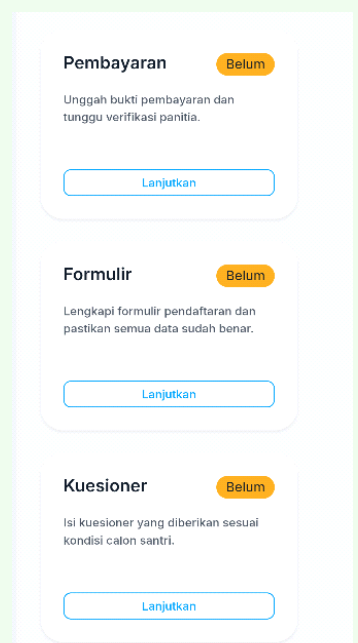 Pembayaran
Belum
Unggah bukti pembayaran dan
tunggu verifikasi panitia.
Lanjutkan
Formulir
Belum
Lengkapi formulir pendaftaran dan
pastikan semua data sudah benar.
Lanjutkan
Kuesioner
Belum
Isi kuesioner yang diberikan sesuai
kondisi calon santri.
Lanjutkan